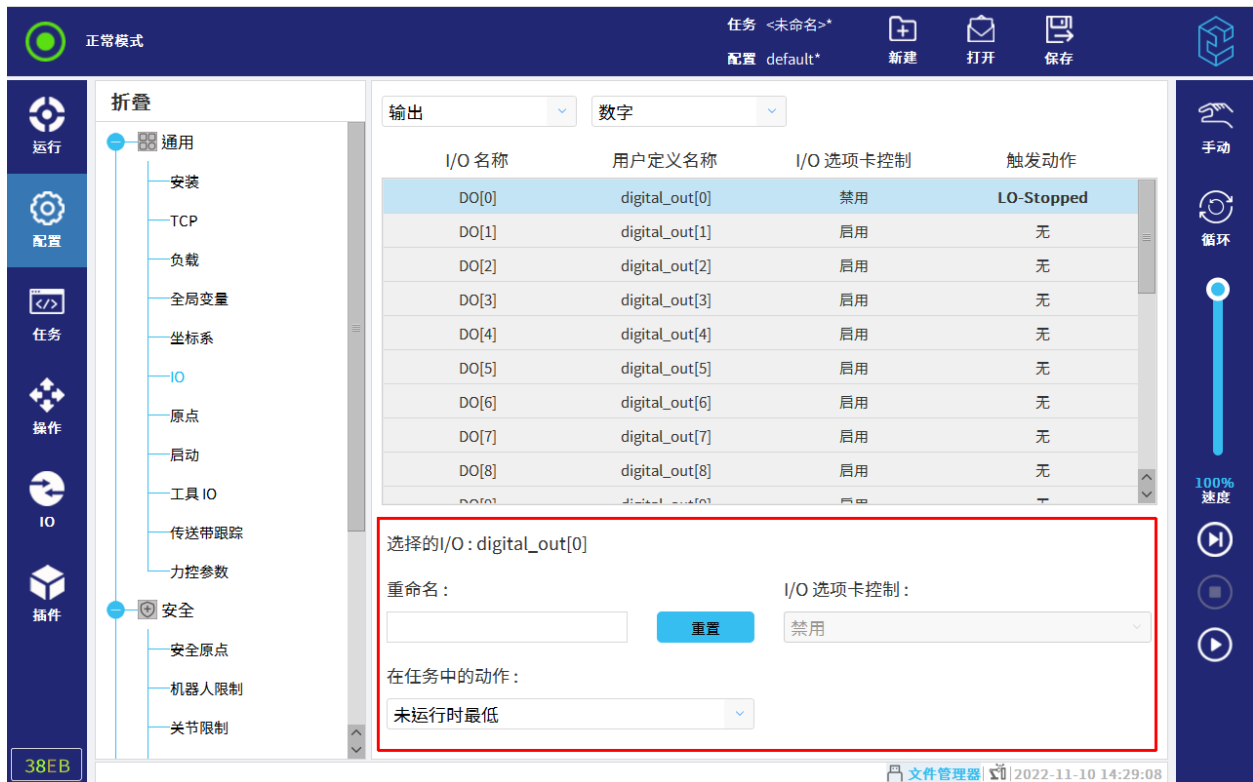 正常模式
任务 <未命名>*
配置 default*
新建
打开
保存
运行
配置
任务
操作
IO
插件
38EB
折叠
通用
安装
TCP
负载
全局变量
坐标系
IO
原点
启动
工具 IO
传送带跟踪
力控参数
安全
安全原点
机器人限制
关节限制
输出 数字
I/O 名称 用户定义名称 I/O 选项卡控制 触发动作
DO[0] digital_out[0] 禁用 LO-Stopped
DO[1] digital_out[1] 启用 无
DO[2] digital_out[2] 启用 无
DO[3] digital_out[3] 启用 无
DO[4] digital_out[4] 启用 无
DO[5] digital_out[5] 启用 无
DO[6] digital_out[6] 启用 无
DO[7] digital_out[7] 启用 无
DO[8] digital_out[8] 启用 无
选择的I/O : digital_out[0]
重命名 : I/O 选项卡控制 :
重置 禁用
在任务中的动作 :
未运行时最低
手动
循环
100%
速度
文件管理器 2022-11-10 14:29:08